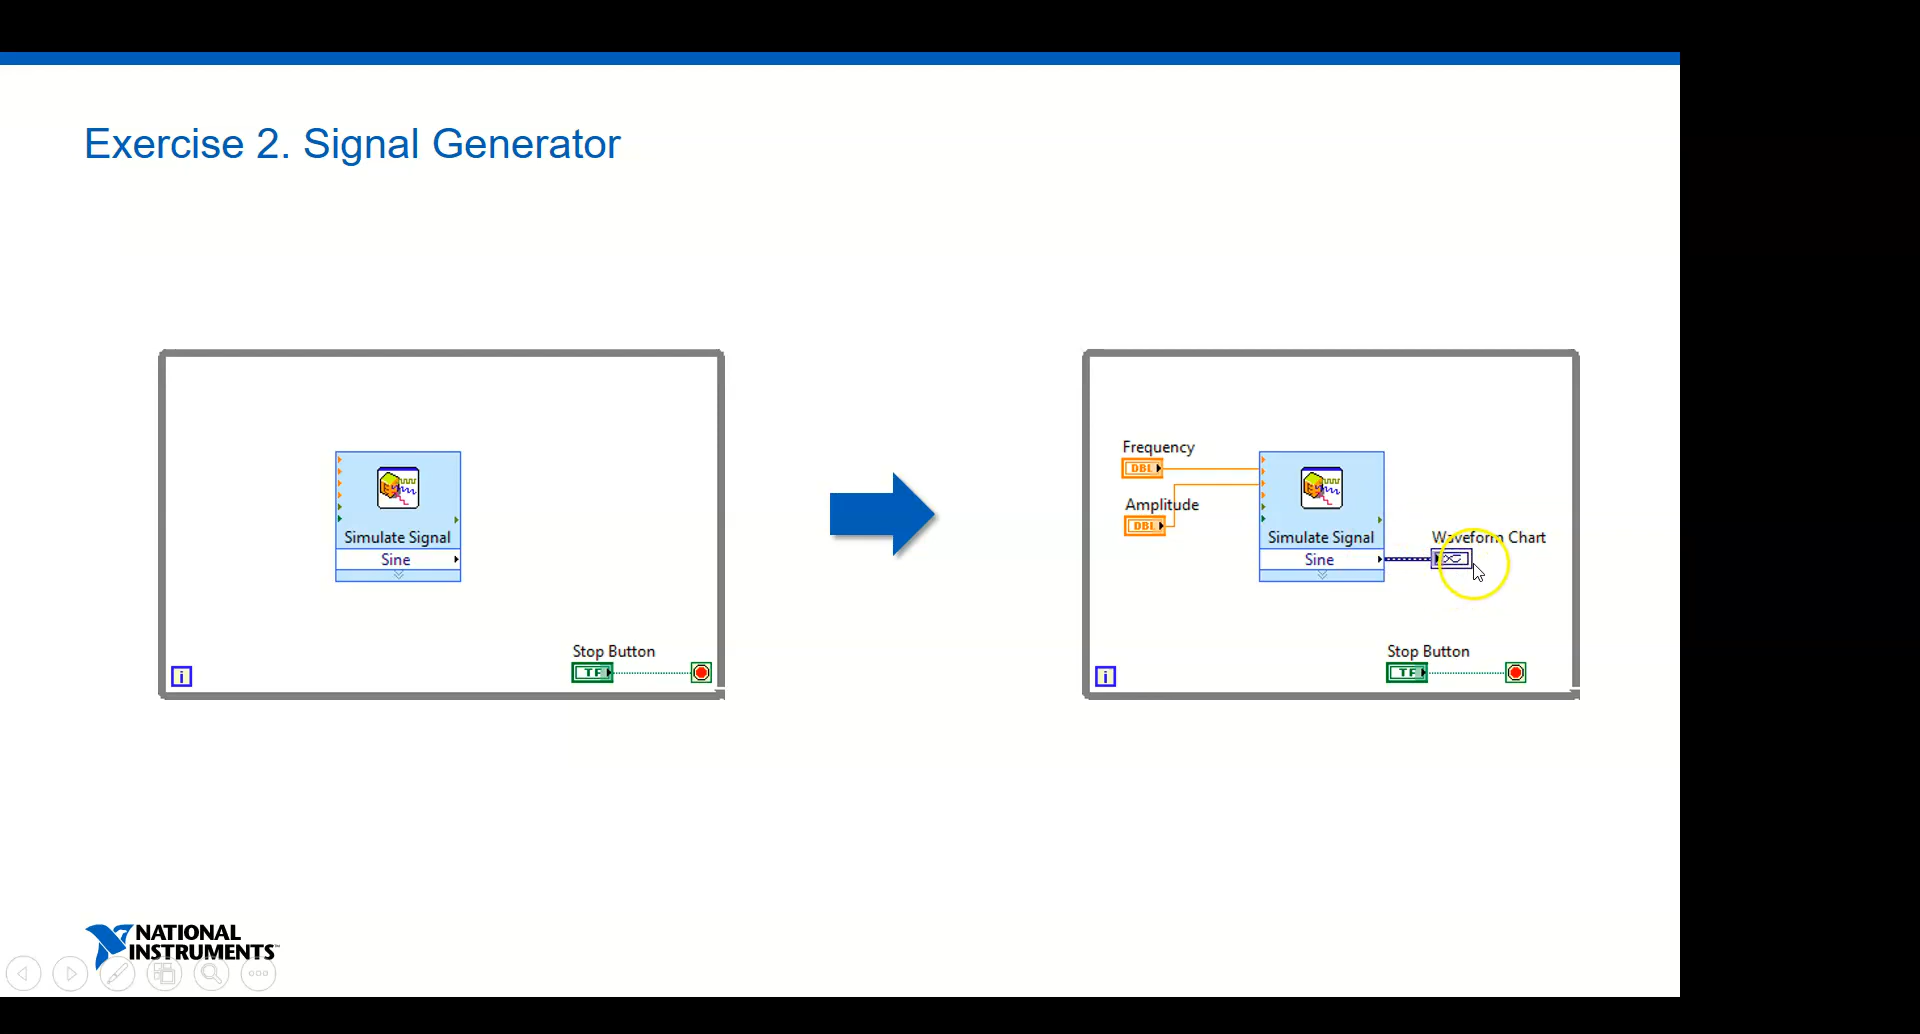 Exercise 2. Signal Generator
Simulate Signal
Sine
Stop Button
TF
i
Frequency
DBL
Amplitude
DBL
Simulate Signal
Sine
Waveform Chart
Stop Button
TF
i
NATIONAL
INSTRUMENTS™